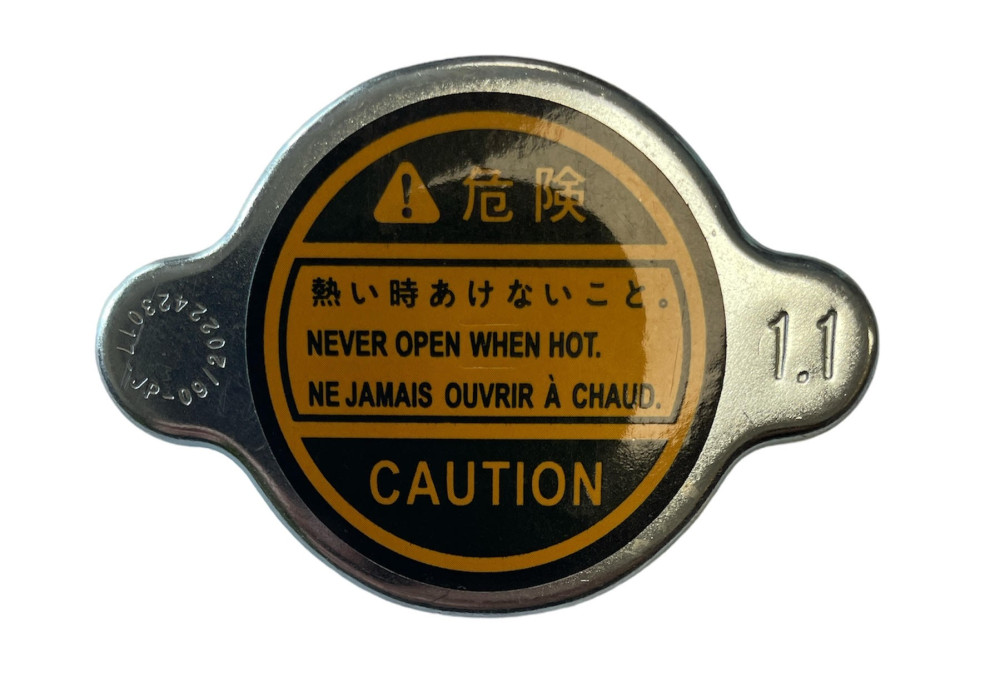 危険
熱い時あけないこと。
NEVER OPEN WHEN HOT.
NE JAMAIS OUVRIR À CHAUD.
CAUTION
1.1